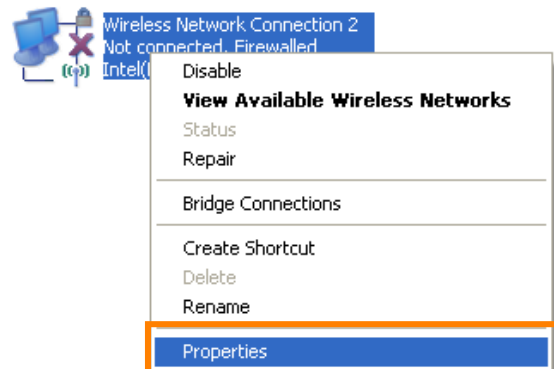 Wireless Network Connection 2
Not connected, Firewalled
Intel(
Disable
View Available Wireless Networks
Status
Repair
Bridge Connections
Create Shortcut
Delete
Rename
Properties